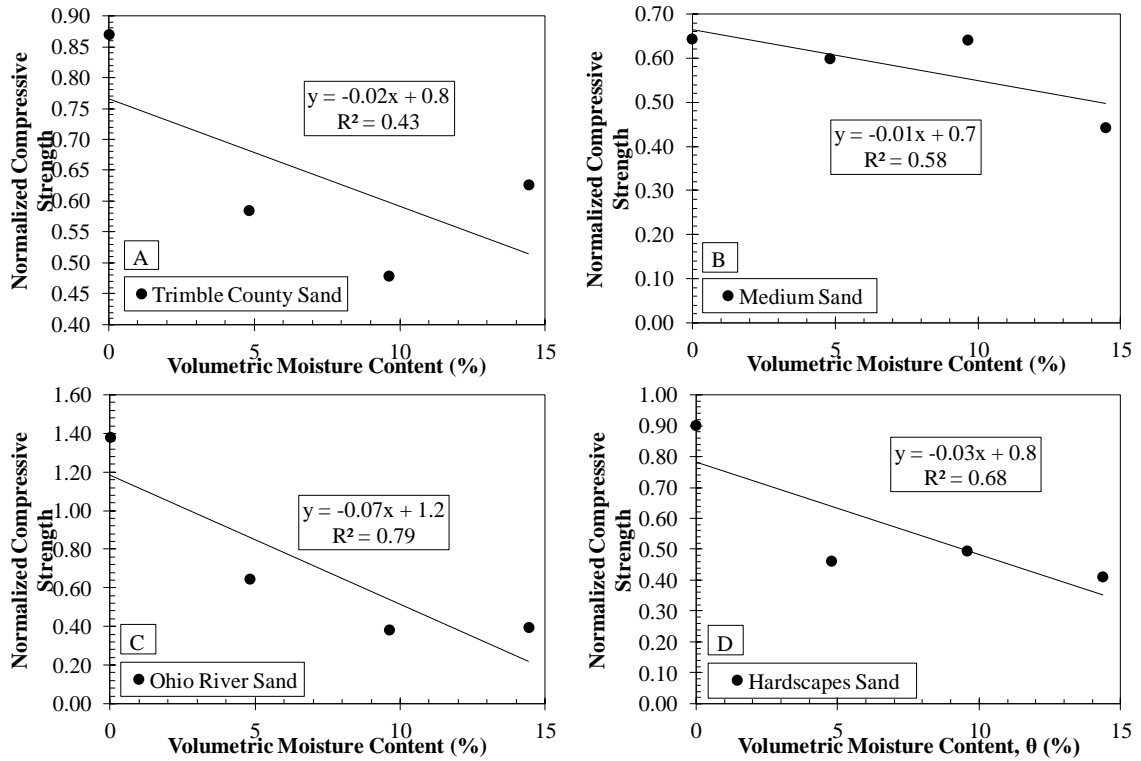 Normalized Compressive
Strength
0.90
0.85
0.80
0.75
0.70
0.65
0.60
0.55
0.50
0.45
0.40
y = -0.02x + 0.8
R² = 0.43
A
Trimble County Sand
0
5
10
15
Volumetric Moisture Content (%)
Normalized Compressive
Strength
0.70
0.60
0.50
0.40
0.30
0.20
0.10
0.00
y = -0.01x + 0.7
R² = 0.58
B
Medium Sand
0
5
10
15
Volumetric Moisture Content (%)
Normalized Compressive
Strength
1.60
1.40
1.20
1.00
0.80
0.60
0.40
0.20
0.00
y = -0.07x + 1.2
R² = 0.79
C
Ohio River Sand
0
5
10
15
Volumetric Moisture Content (%)
Normalized Compressive
Strength
1.00
0.90
0.80
0.70
0.60
0.50
0.40
0.30
0.20
0.10
0.00
y = -0.03x + 0.8
R² = 0.68
D
Hardscapes Sand
0
5
10
15
Volumetric Moisture Content, θ (%)